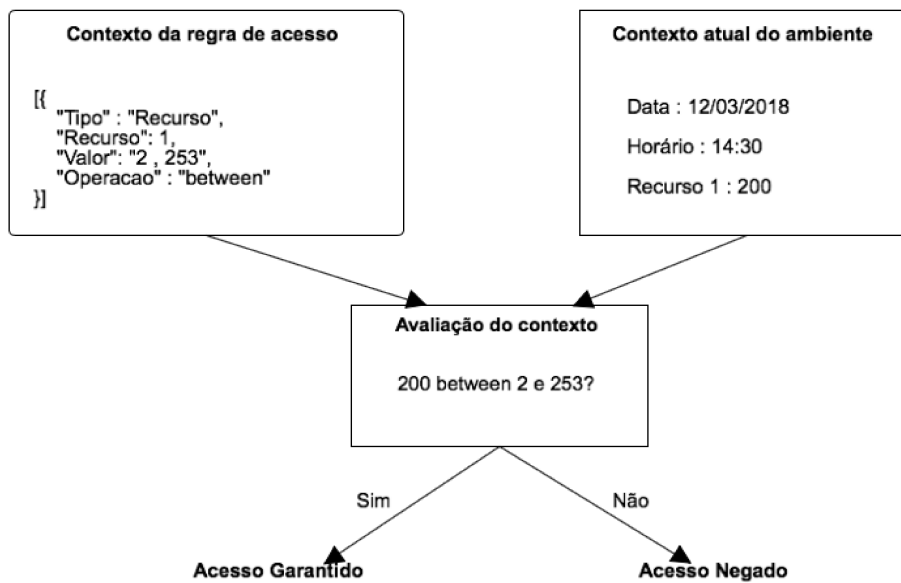 Contexto da regra de acesso
[{
"Tipo" : "Recurso",
"Recurso": 1,
"Valor": "2 , 253",
"Operacao" : "between"
}]
Contexto atual do ambiente
Data : 12/03/2018
Horário : 14:30
Recurso 1 : 200
Avaliação do contexto
200 between 2 e 253?
Sim
Não
Acesso Garantido
Acesso Negado